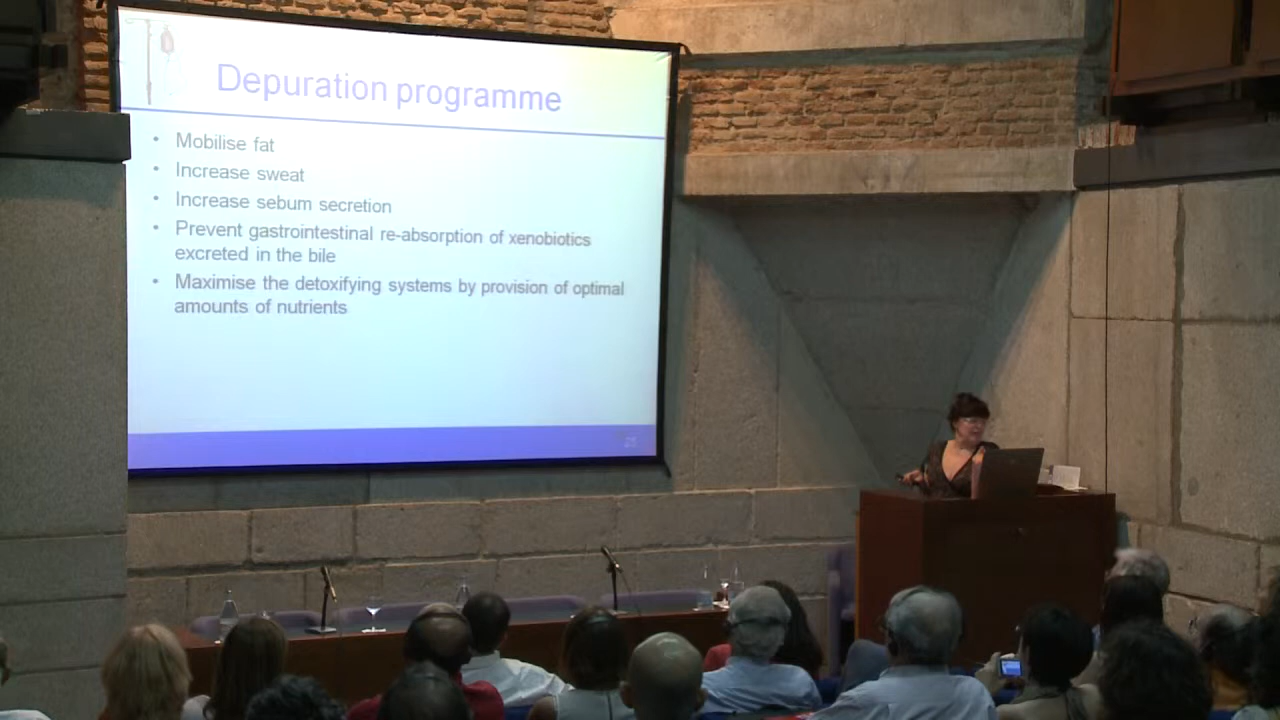 Depuration programme
• Mobilise fat
• Increase sweat
• Increase sebum secretion
• Prevent gastrointestinal re-absorption of xenobiotics
excreted in the bile
• Maximise the detoxifying systems by provision of optimal
amounts of nutrients